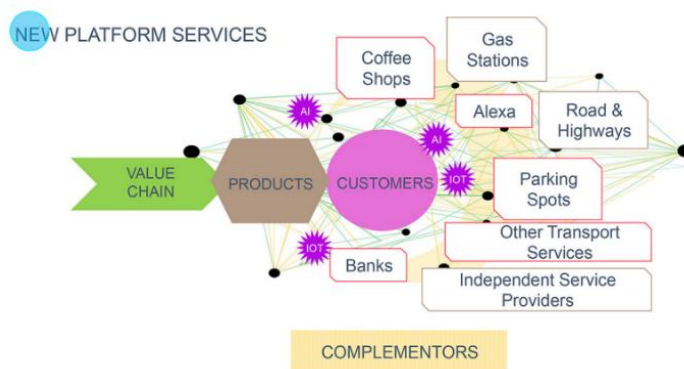 NEW PLATFORM SERVICES
Coffee
Shops
Gas
Stations
AI
Alexa
Road &
Highways
AI
VALUE
CHAIN
PRODUCTS
CUSTOMERS
IOT
Parking
Spots
IOT
Banks
Other Transport
Services
Independent Service
Providers
COMPLEMENTORS